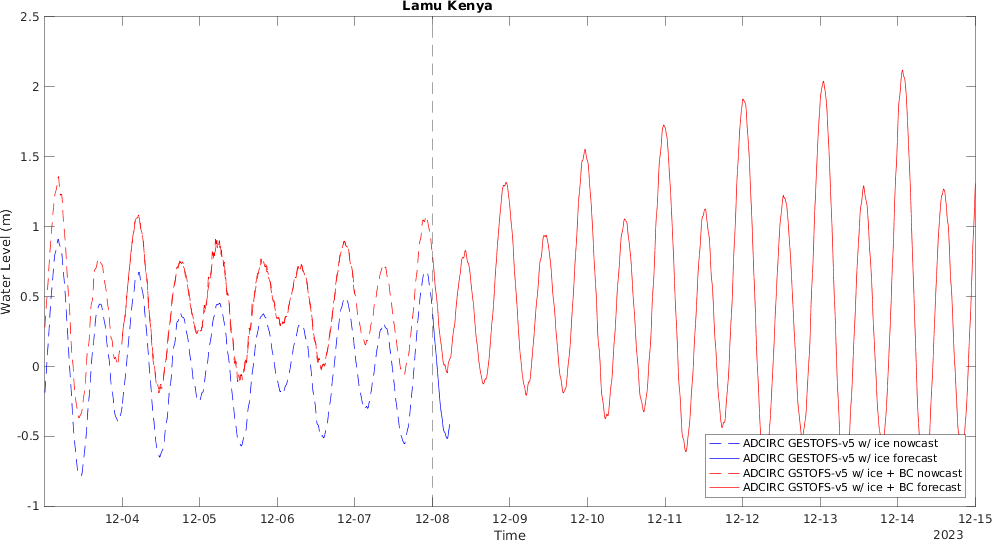 Lamu Kenya
2.5
2
1.5
1
0.5
0
-0.5
-1
Water Level (m)
ADCIRC GESTOFS-v5 w/ ice nowcast
ADCIRC GESTOFS-v5 w/ ice forecast
ADCIRC GSTOFS-v5 w/ ice + BC nowcast
ADCIRC GSTOFS-v5 w/ ice + BC forecast
12-04 12-05 12-06 12-07 12-08 12-09 12-10 12-11 12-12 12-13 12-14 12-15
Time
2023